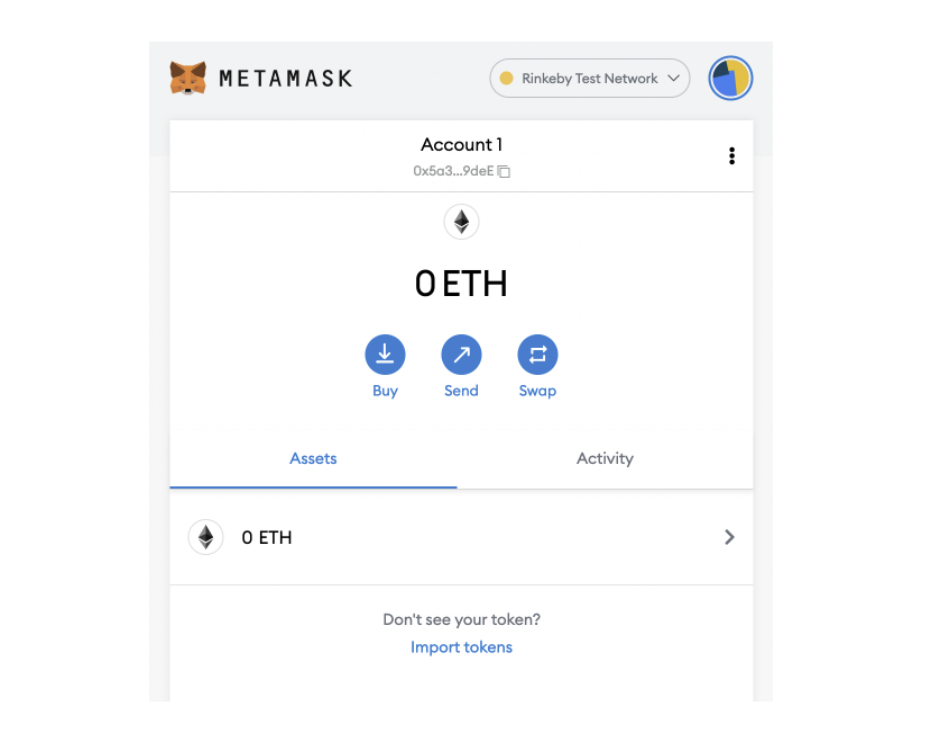 METAMASK
Rinkeby Test Network
Account 1
0x5a3...9deE
0 ETH
Buy
Send
Swap
Assets
Activity
0 ETH
Don't see your token?
Import tokens